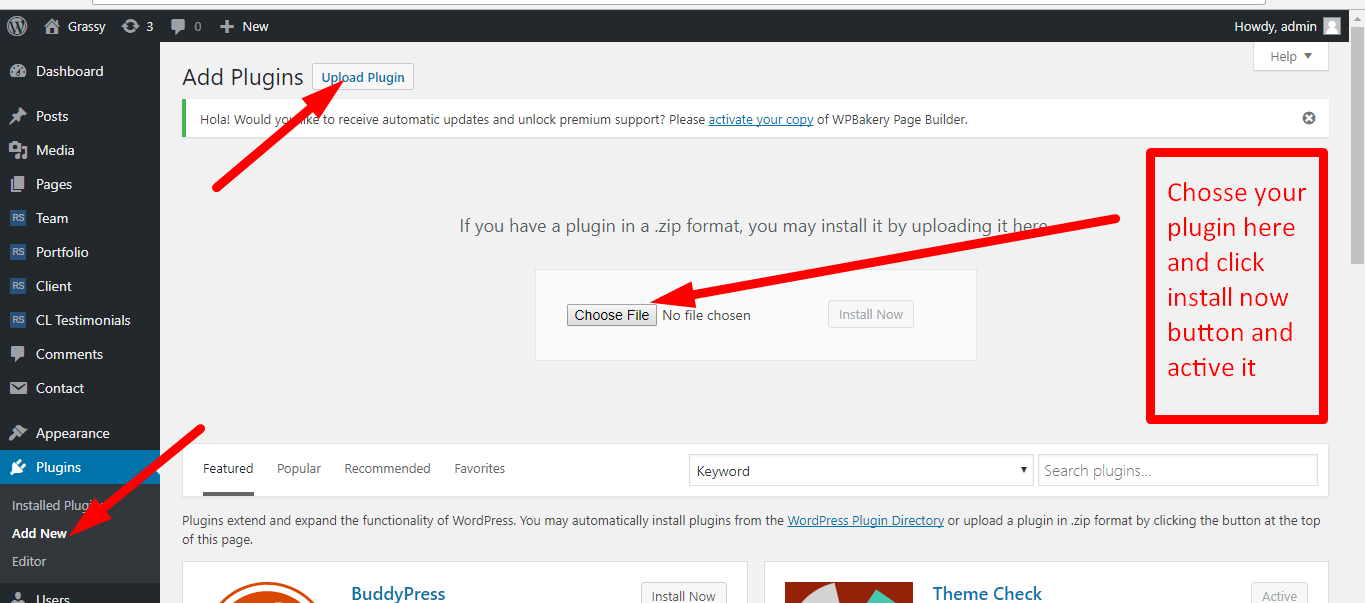 Grassy 3 0 New Howdy, admin
Dashboard
Posts
Media
Pages
RS Team
RS Portfolio
RS Client
RS CL Testimonials
Comments
Contact
Appearance
Plugins
Installed Plugins
Add New
Editor
Users
Help
Add Plugins Upload Plugin
Hola! Would you like to receive automatic updates and unlock premium support? Please activate your copy of WPBakery Page Builder.
If you have a plugin in a .zip format, you may install it by uploading it here.
Choose File No file chosen Install Now
Chosse your
plugin here
and click
install now
button and
active it
Featured Popular Recommended Favorites Keyword Search plugins...
Plugins extend and expand the functionality of WordPress. You may automatically install plugins from the WordPress Plugin Directory or upload a plugin in .zip format by clicking the button at the top
of this page.
BuddyPress Install Now Theme Check Active